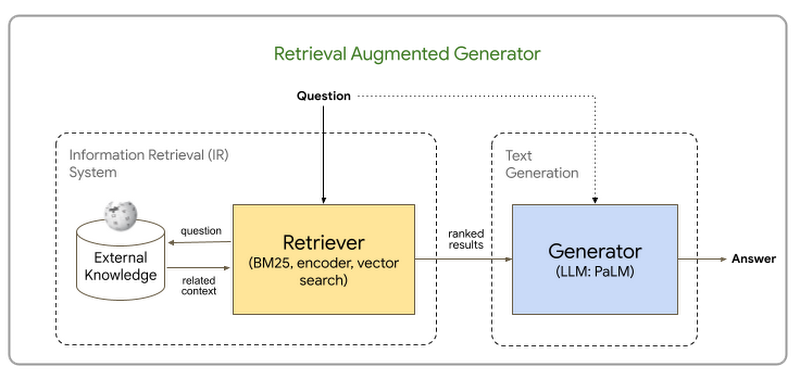 Retrieval Augmented Generator
Question
Information Retrieval (IR)
System
Text
Generation
External
Knowledge
question
related
context
Retriever
(BM25, encoder, vector
search)
ranked
results
Generator
(LLM: PaLM)
Answer